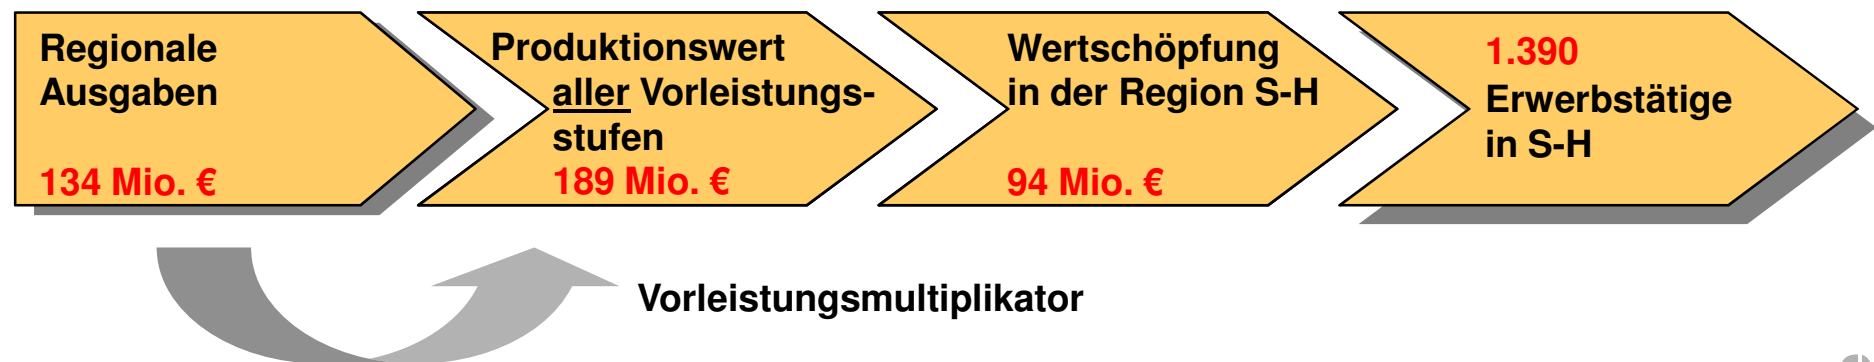 Regionale
Ausgaben
134 Mio. €
Produktionswert
aller Vorleistungs-
stufen
189 Mio. €
Wertschöpfung
in der Region S-H
94 Mio. €
1.390
Erwerbstätige
in S-H
Vorleistungsmultiplikator